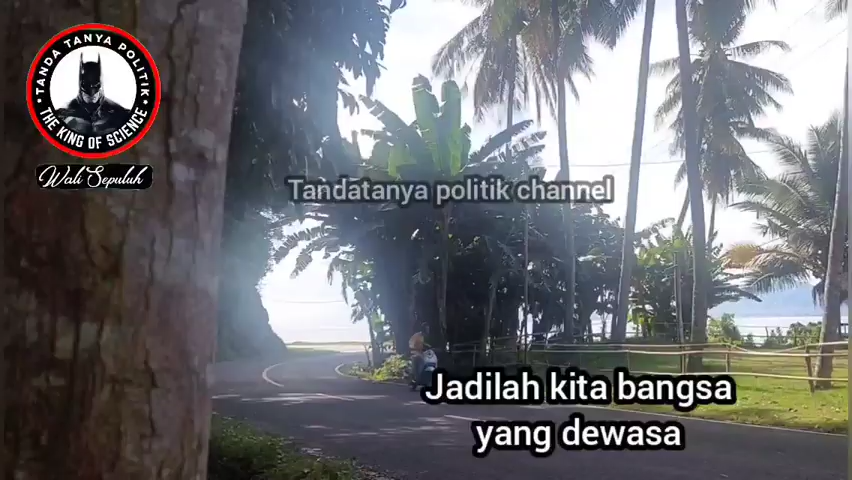 TANDA TANYA POLITIK
THE KING OF SCIENCE
Wali Sepuluh
Tandatanya politik channel
Jadilah kita bangsa
yang dewasa